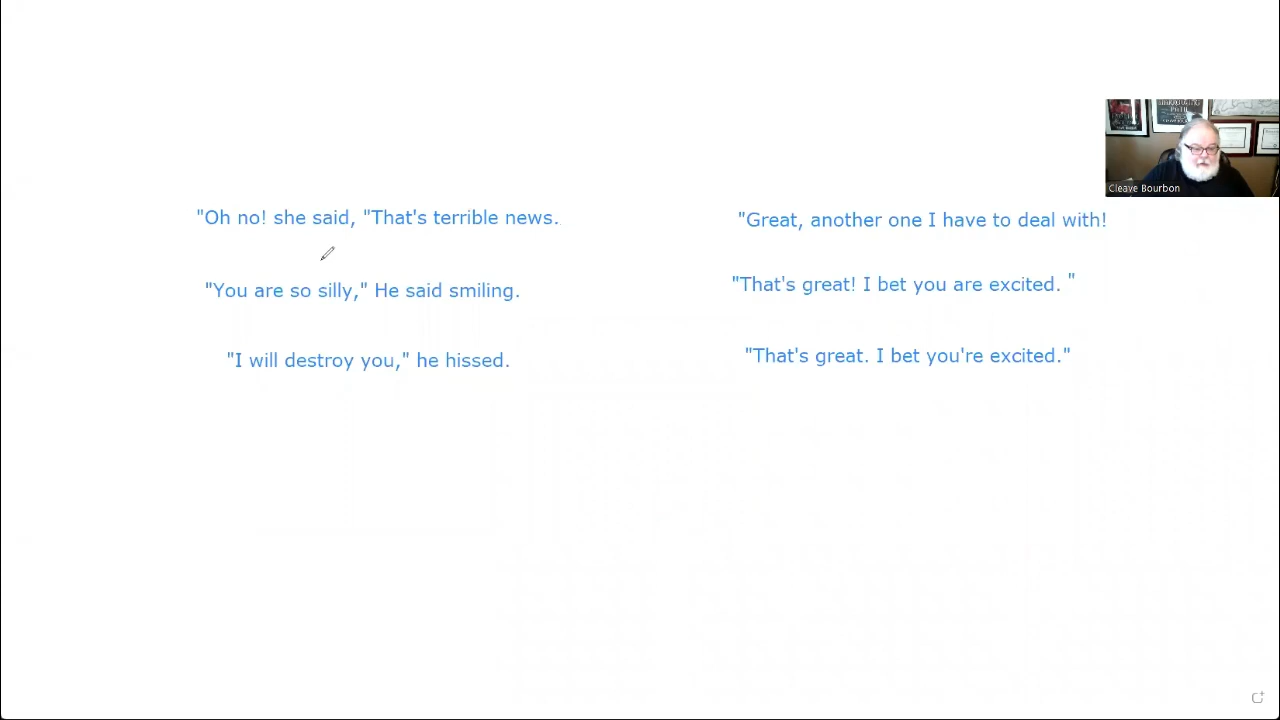 "Oh no! she said, "That's terrible news.
"You are so silly," He said smiling.
"I will destroy you," he hissed.
"Great, another one I have to deal with!
"That's great! I bet you are excited. "
"That's great. I bet you're excited."
Cleave Bourbon